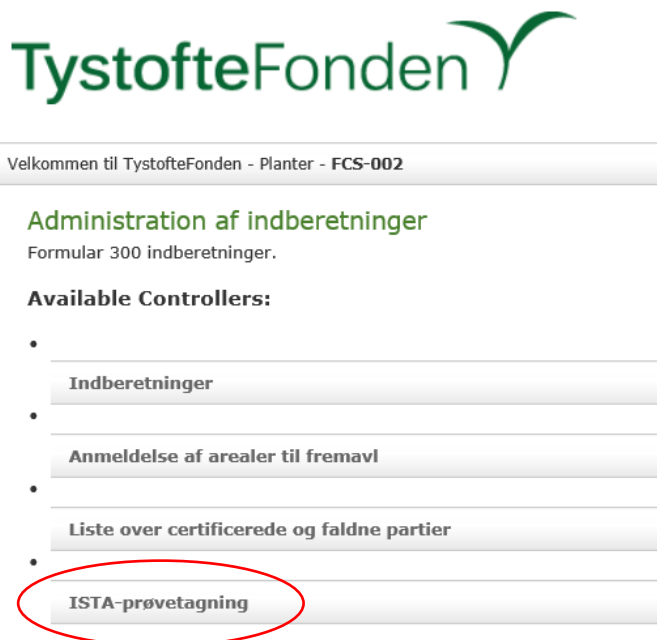 TystofteFonden
Velkommen til TystofteFonden - Planter - FCS-002
Administration af indberetninger
Formular 300 indberetninger.
Available Controllers:
Indberetninger
Anmeldelse af arealer til fremavl
Liste over certificerede og faldne partier
ISTA-prøvetagning